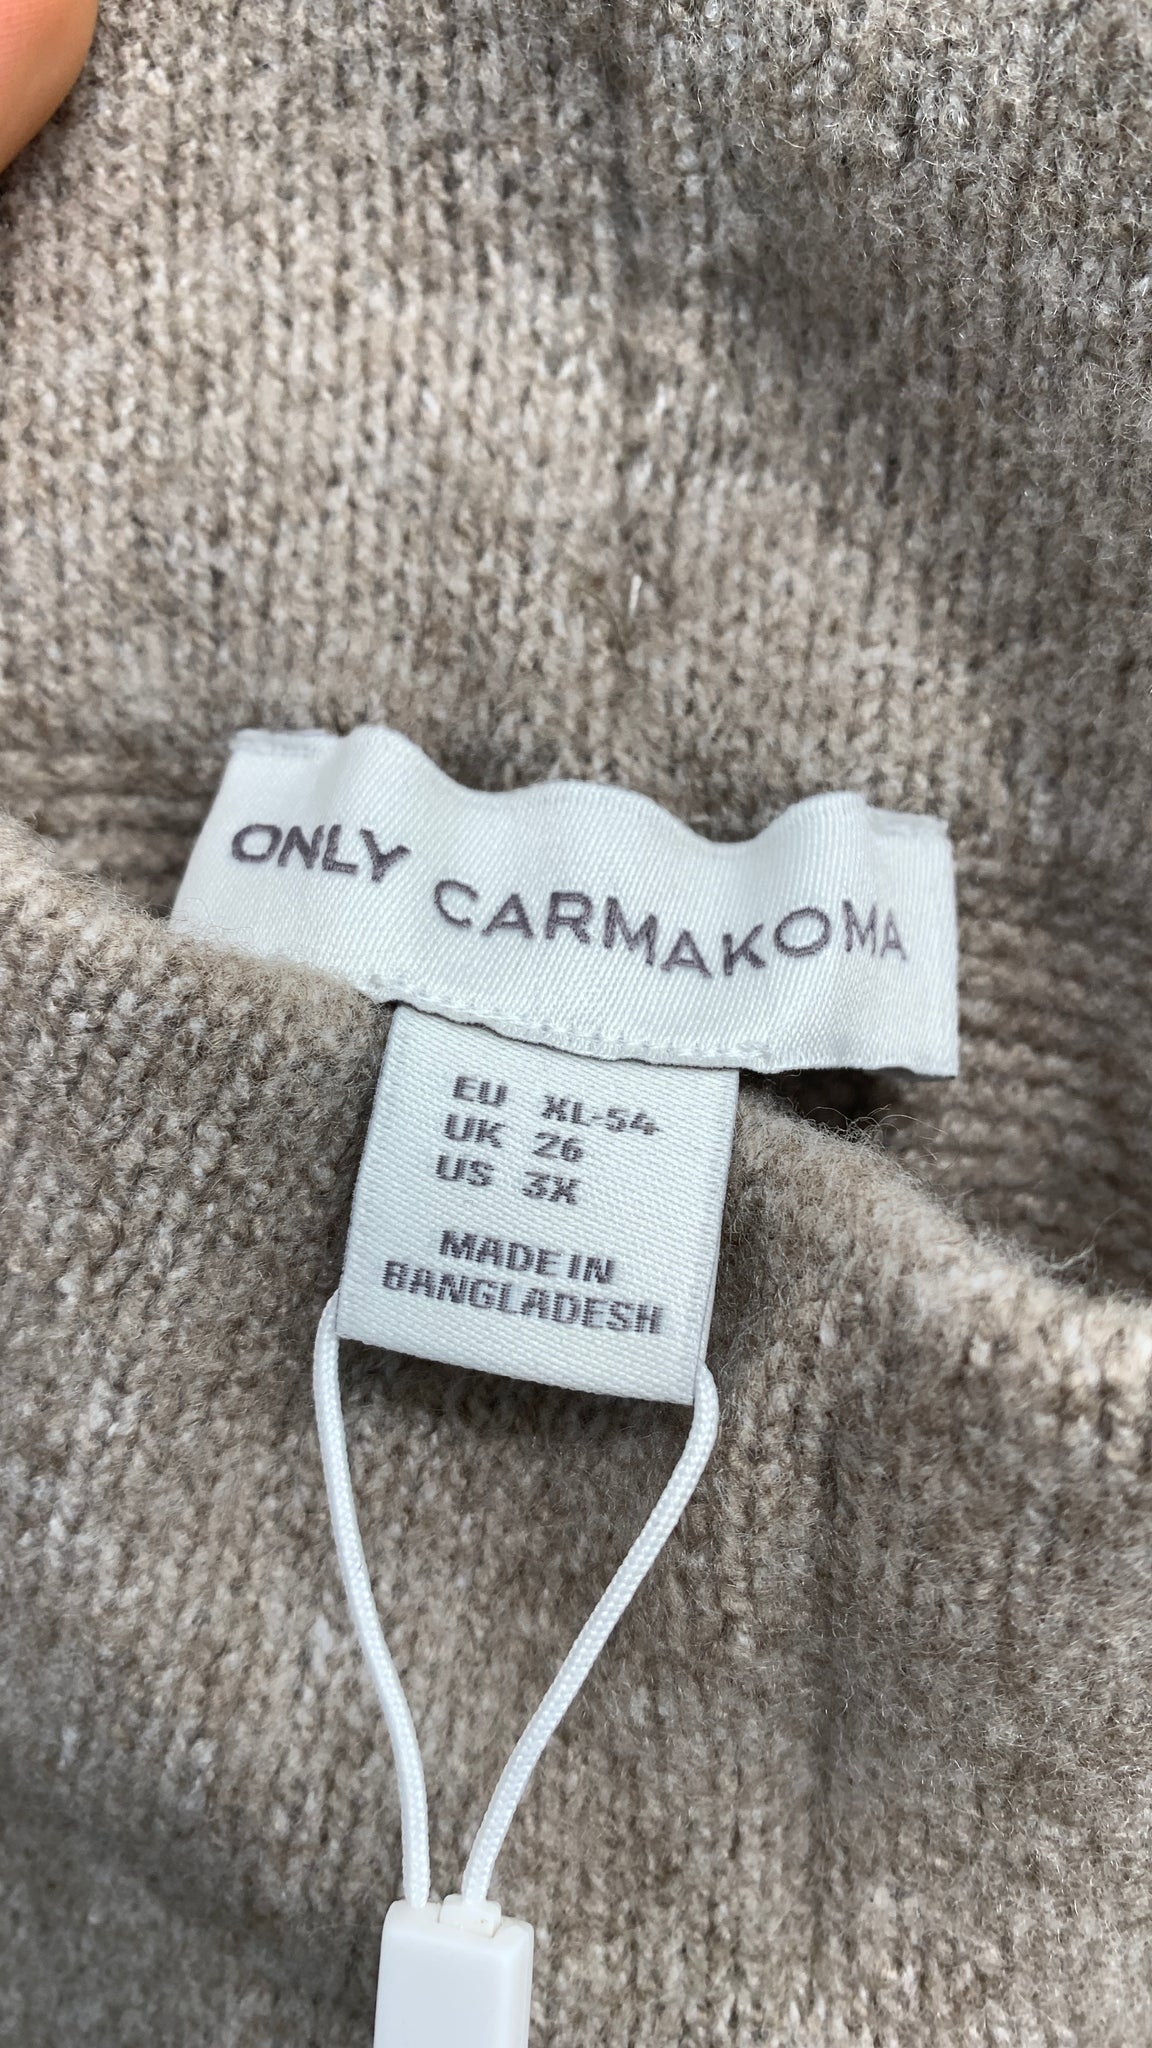 ONLY CARMAKOMA
EU XL-54
UK 26
US 3X
MADE IN
BANGLADESH